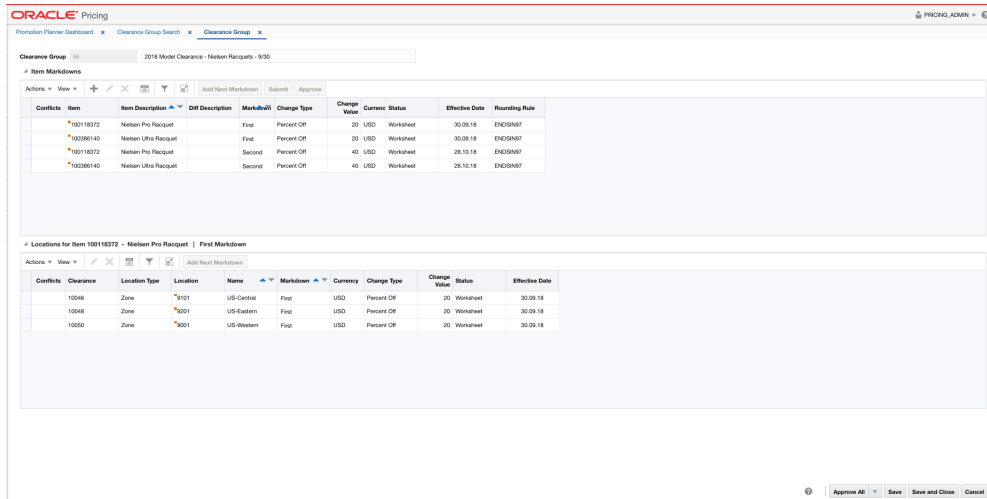 ORACLE® Pricing PRICING_ADMIN
Promotion Planner Dashboard Clearance Group Search Clearance Group
Clearance Group 2018 Model Clearance - Nielsen Racquets - 9/30
Item Markdowns
Actions View Add Next Markdown Submit Approve
Conflicts Item Item Description Diff Description Markdown Change Type Change Value Currenc Status Effective Date Rounding Rule
100118372 Nielsen Pro Racquet First Percent Off 20 USD Worksheet 30.09.18 ENDSIN97
100386140 Nielsen Ultra Racquet First Percent Off 20 USD Worksheet 30.09.18 ENDSIN97
100118372 Nielsen Pro Racquet Second Percent Off 40 USD Worksheet 28.10.18 ENDSIN97
100386140 Nielsen Ultra Racquet Second Percent Off 40 USD Worksheet 28.10.18 ENDSIN97
Locations for Item 100118372 - Nielsen Pro Racquet | First Markdown
Actions View Add Next Markdown
Conflicts Clearance Location Type Location Name Markdown Currency Change Type Change Value Status Effective Date
10046 Zone 9101 US-Central First USD Percent Off 20 Worksheet 30.09.18
10048 Zone 9201 US-Eastern First USD Percent Off 20 Worksheet 30.09.18
10050 Zone 9001 US-Western First USD Percent Off 20 Worksheet 30.09.18
Approve All Save Save and Close Cancel